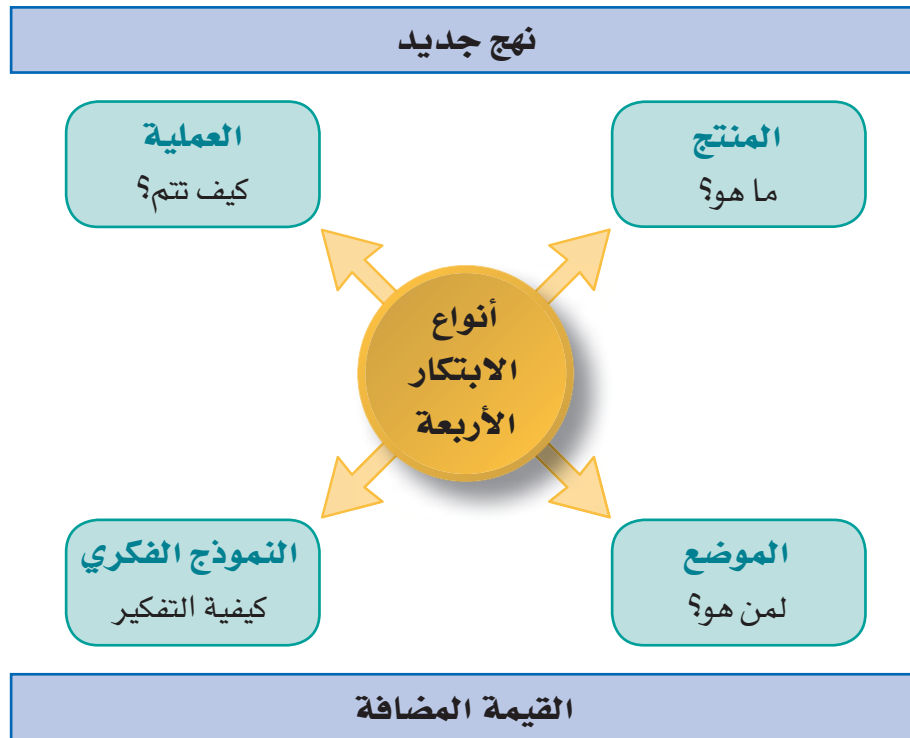 نهج جديد
المنتج
ما هو؟
العملية
كيف تتم؟
أنواع
الابتكار
الأربعة
الموضع
لمن هو؟
النموذج الفكري
كيفية التفكير
القيمة المضافة